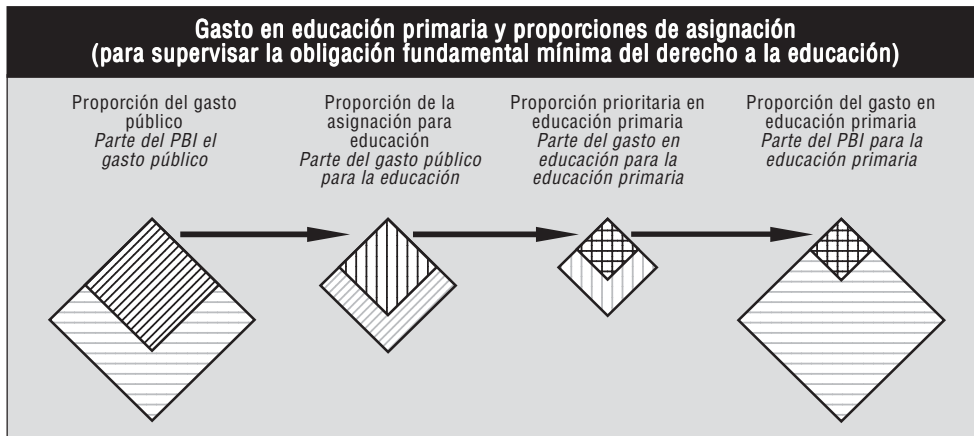 Gasto en educación primaria y proporciones de asignación
(para supervisar la obligación fundamental mínima del derecho a la educación)
Proporción del gasto
público
Parte del PBI el
gasto público
Proporción de la
asignación para
educación
Parte del gasto público
para la educación
Proporción prioritaria en
educación primaria
Parte del gasto en
educación para la
educación primaria
Proporción del gasto en
educación primaria
Parte del PBI para la
educación primaria